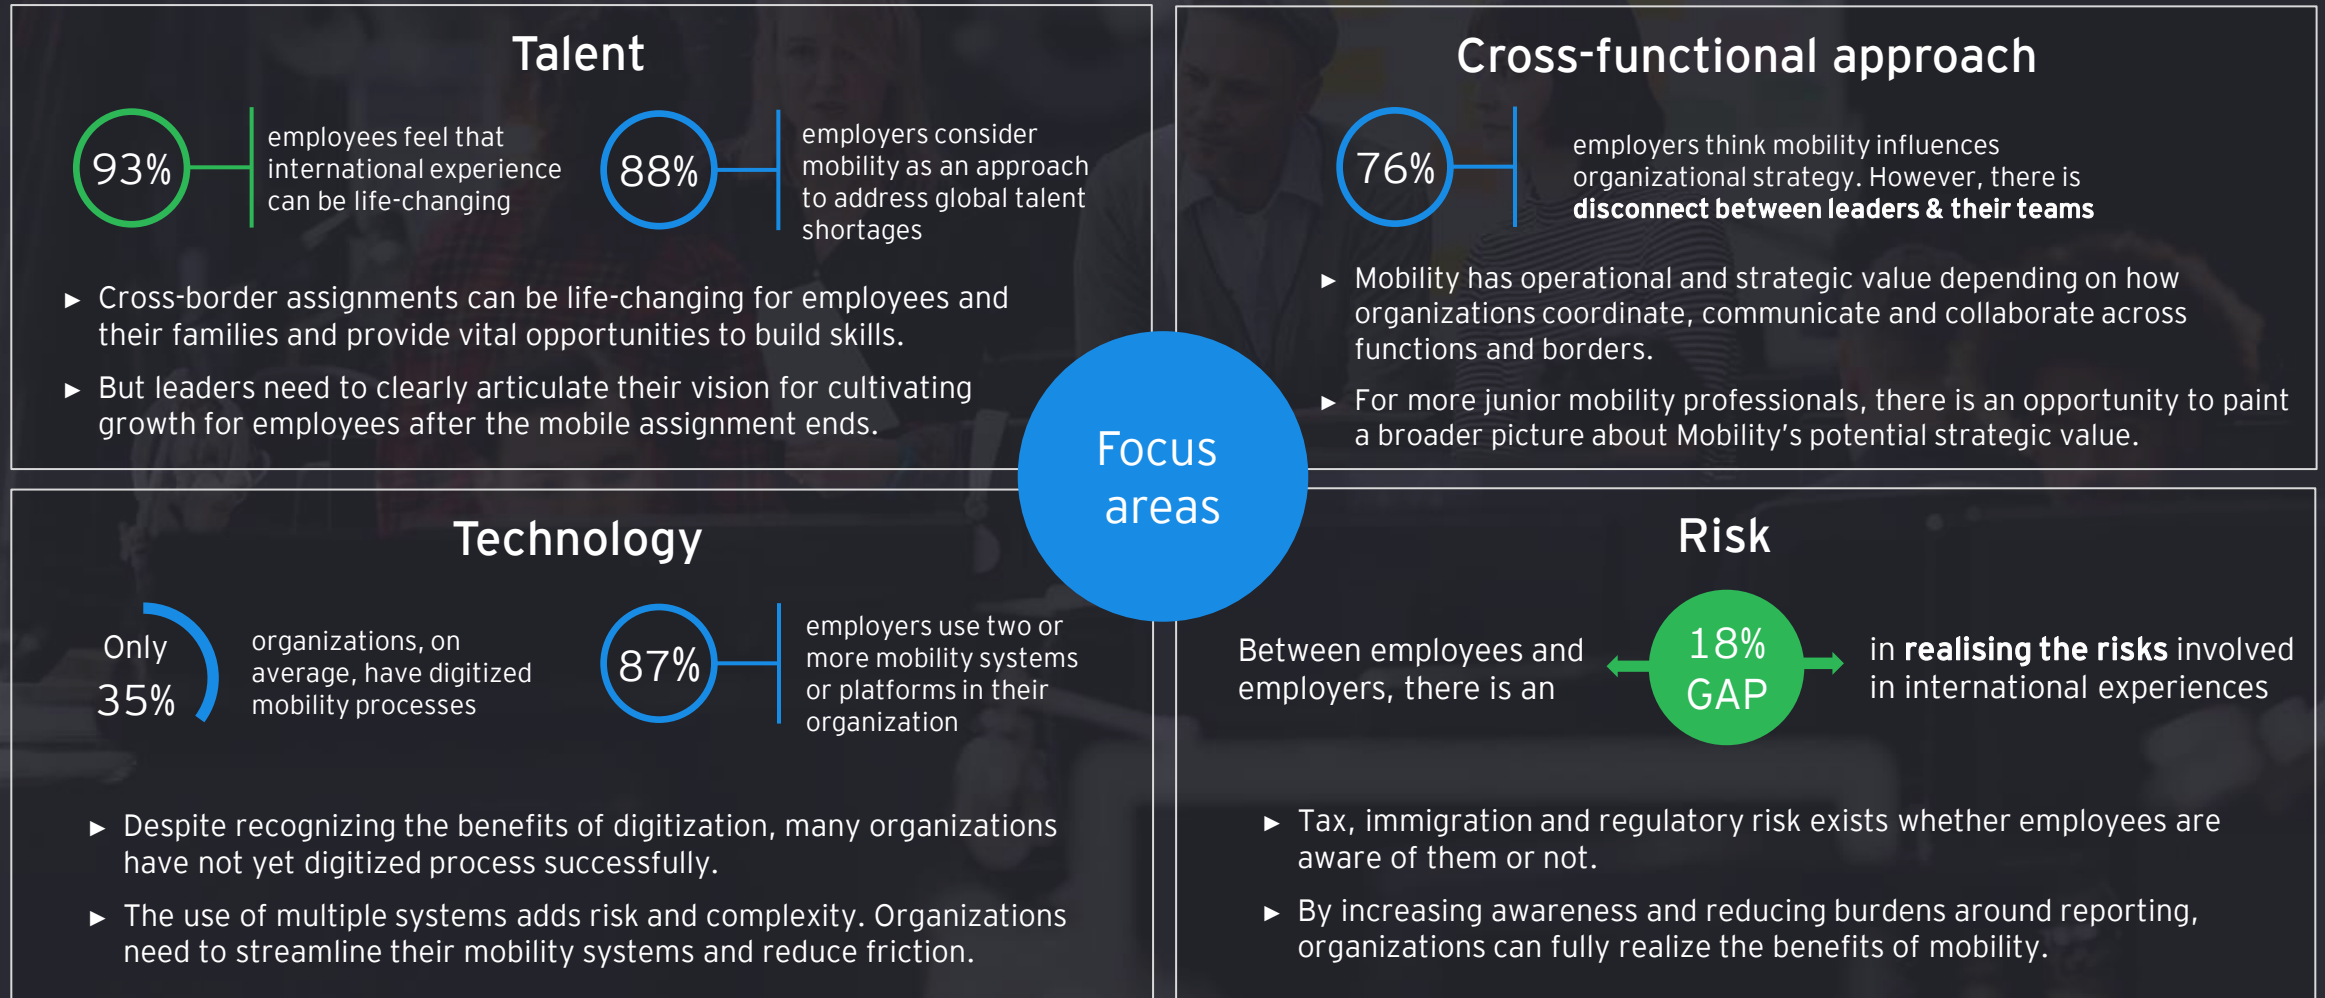 Talent
93%
employees feel that
international experience
can be life-changing
88%
employers consider
mobility as an approach
to address global talent
shortages
► Cross-border assignments can be life-changing for employees and
their families and provide vital opportunities to build skills.
► But leaders need to clearly articulate their vision for cultivating
growth for employees after the mobile assignment ends.
Cross-functional approach
76%
employers think mobility influences
organizational strategy. However, there is
disconnect between leaders & their teams
► Mobility has operational and strategic value depending on how
organizations coordinate, communicate and collaborate across
functions and borders.
► For more junior mobility professionals, there is an opportunity to paint
a broader picture about Mobility's potential strategic value.
Focus
areas
Technology
Only
35%
organizations, on
average, have digitized
mobility processes
87%
employers use two or
more mobility systems
or platforms in their
organization
► Despite recognizing the benefits of digitization, many organizations
have not yet digitized process successfully.
► The use of multiple systems adds risk and complexity. Organizations
need to streamline their mobility systems and reduce friction.
Risk
Between employees and
employers, there is an
18%
GAP
in realising the risks involved
in international experiences
► Tax, immigration and regulatory risk exists whether employees are
aware of them or not.
► By increasing awareness and reducing burdens around reporting,
organizations can fully realize the benefits of mobility.